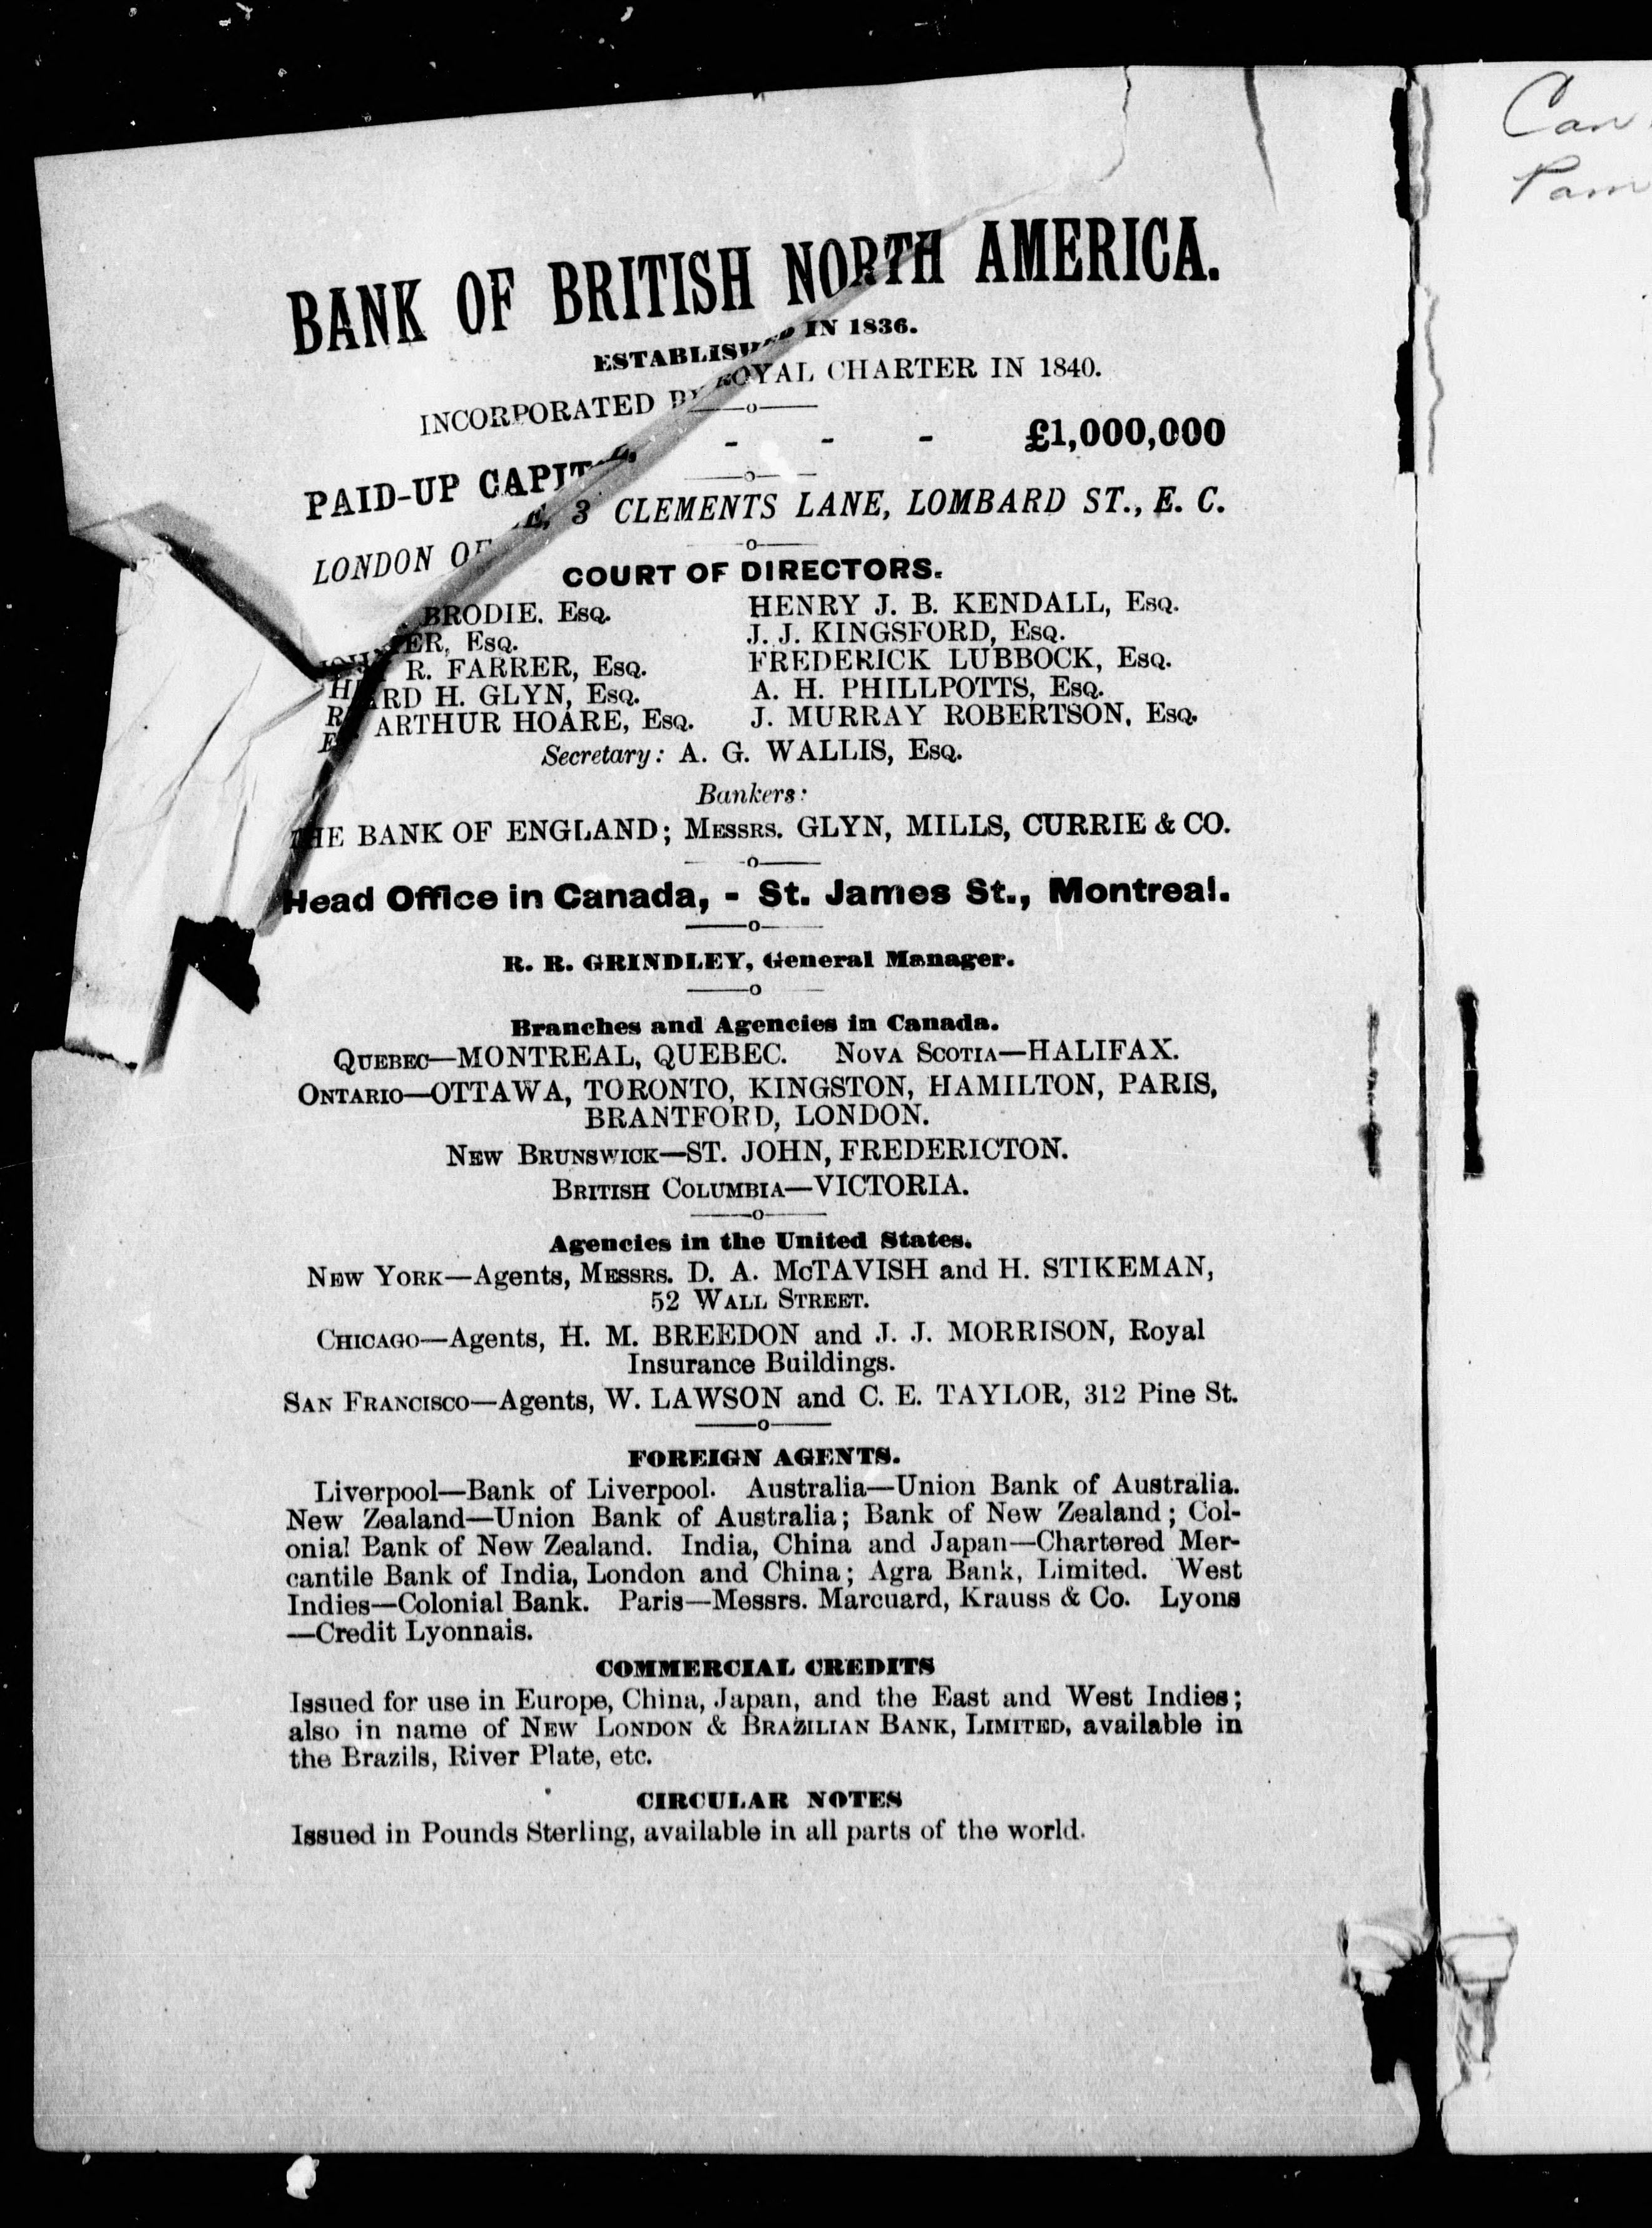 BANK OF BRITISH NORTH AMERICA.
ESTABLISHED IN 1836.
INCORPORATED BY ROYAL CHARTER IN 1840.
PAID-UP CAPIT - - - £1,000,000
LONDON OF E, 3 CLEMENTS LANE, LOMBARD ST., E. C.
COURT OF DIRECTORS.
BRODIE, Esq. HENRY J. B. KENDALL, Esq.
ER, Esq. J. J. KINGSFORD, Esq.
R. FARRER, Esq. FREDERICK LUBBOCK, Esq.
ARD H. GLYN, Esq. A. H. PHILLPOTTS, Esq.
ARTHUR HOARE, Esq. J. MURRAY ROBERTSON, Esq.
Secretary: A. G. WALLIS, Esq.
Bankers:
THE BANK OF ENGLAND; Messrs. GLYN, MILLS, CURRIE & CO.
Head Office in Canada, - St. James St., Montreal.
R. R. GRINDLEY, General Manager.
Branches and Agencies in Canada.
Quebec—MONTREAL, QUEBEC. Nova Scotia—HALIFAX.
Ontario—OTTAWA, TORONTO, KINGSTON, HAMILTON, PARIS,
BRANTFORD, LONDON.
New Brunswick—ST. JOHN, FREDERICTON.
British Columbia—VICTORIA.
Agencies in the United States.
New York—Agents, Messrs. D. A. McTAVISH and H. STIKEMAN,
52 Wall Street.
Chicago—Agents, H. M. BREEDON and J. J. MORRISON, Royal
Insurance Buildings.
San Francisco—Agents, W. LAWSON and C. E. TAYLOR, 312 Pine St.
FOREIGN AGENTS.
Liverpool—Bank of Liverpool. Australia—Union Bank of Australia.
New Zealand—Union Bank of Australia; Bank of New Zealand; Col-
onial Bank of New Zealand. India, China and Japan—Chartered Mer-
cantile Bank of India, London and China; Agra Bank, Limited. West
Indies—Colonial Bank. Paris—Messrs. Marcuard, Krauss & Co. Lyons
—Credit Lyonnais.
COMMERCIAL CREDITS
Issued for use in Europe, China, Japan, and the East and West Indies;
also in name of New London & Brazilian Bank, Limited, available in
the Brazils, River Plate, etc.
CIRCULAR NOTES
Issued in Pounds Sterling, available in all parts of the world.
Can
Pam